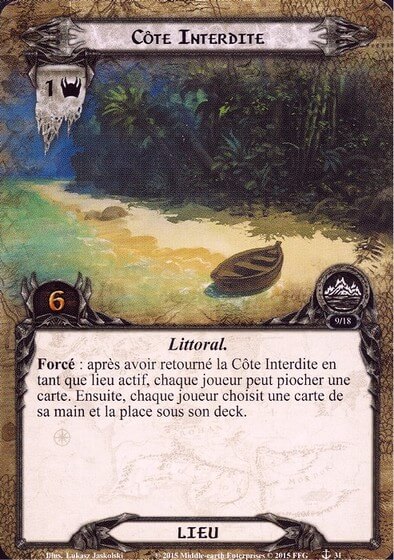 Côte Interdite
1
6
9/18
Littoral.
Forcé : après avoir retourné la Côte Interdite en
tant que lieu actif, chaque joueur peut piocher une
carte. Ensuite, chaque joueur choisit une carte de
sa main et la place sous son deck.
LIEU
Illus. Lukasz Jaskolski © 2015 Middle-earth Enterprises © 2015 FFG 31